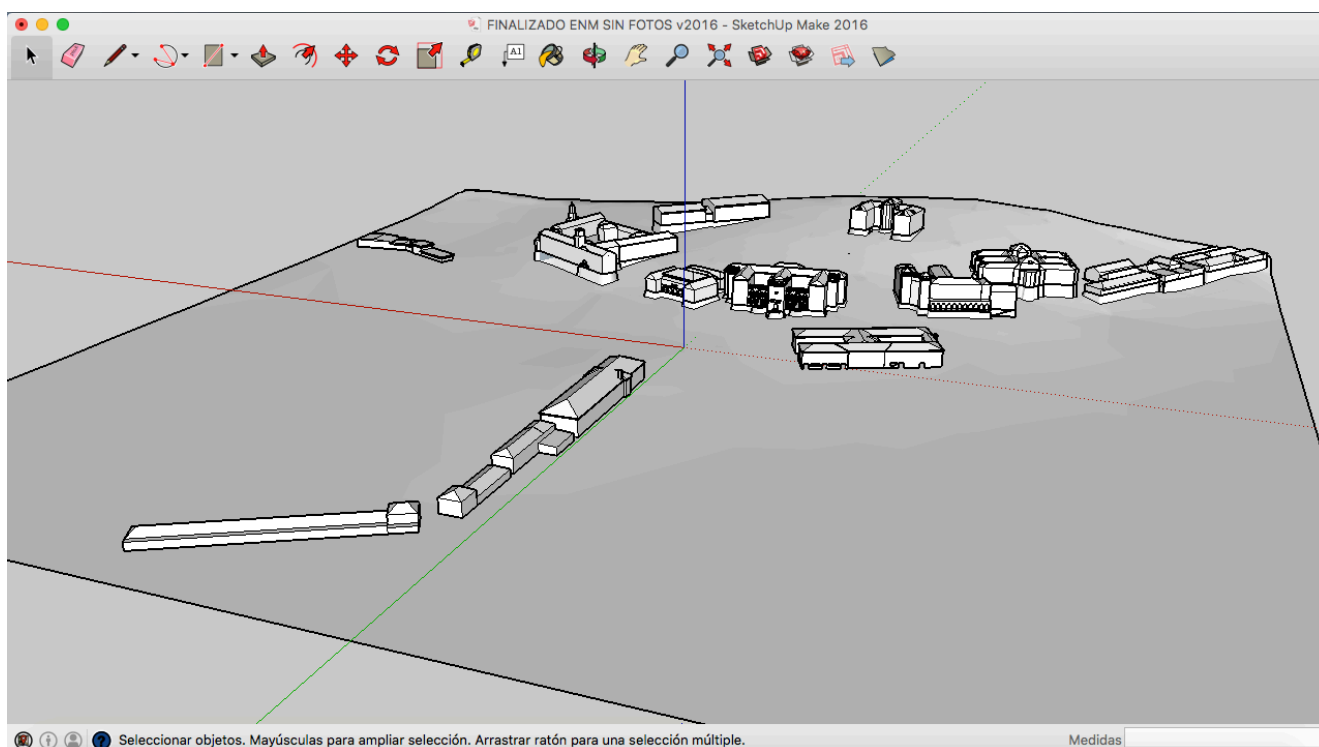 FINALIZADO ENM SIN FOTOS v2016 - SketchUp Make 2016
A1
Seleccionar objetos. Mayúsculas para ampliar selección. Arrastrar ratón para una selección múltiple.
Medidas